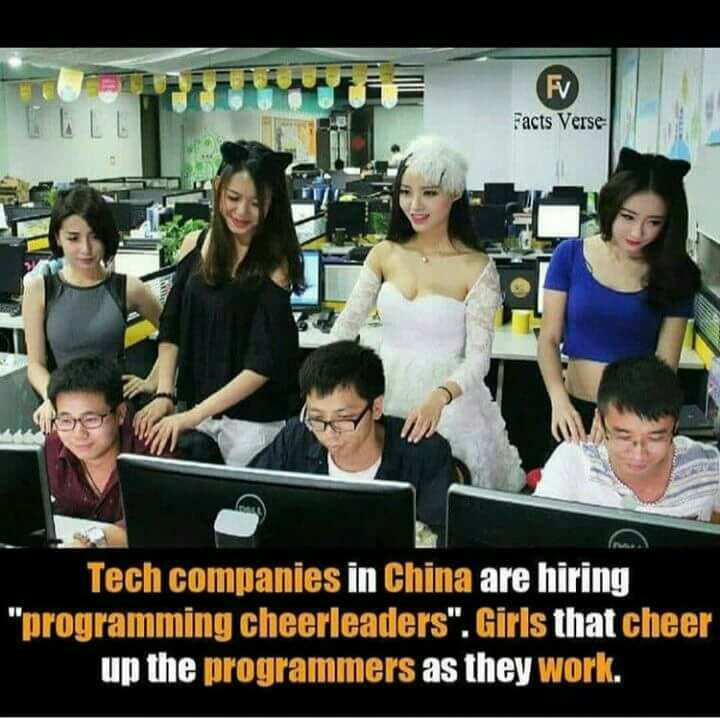 FV
Facts Verse
DELL
DELL
Tech companies in China are hiring
"programming cheerleaders". Girls that cheer
up the programmers as they work.